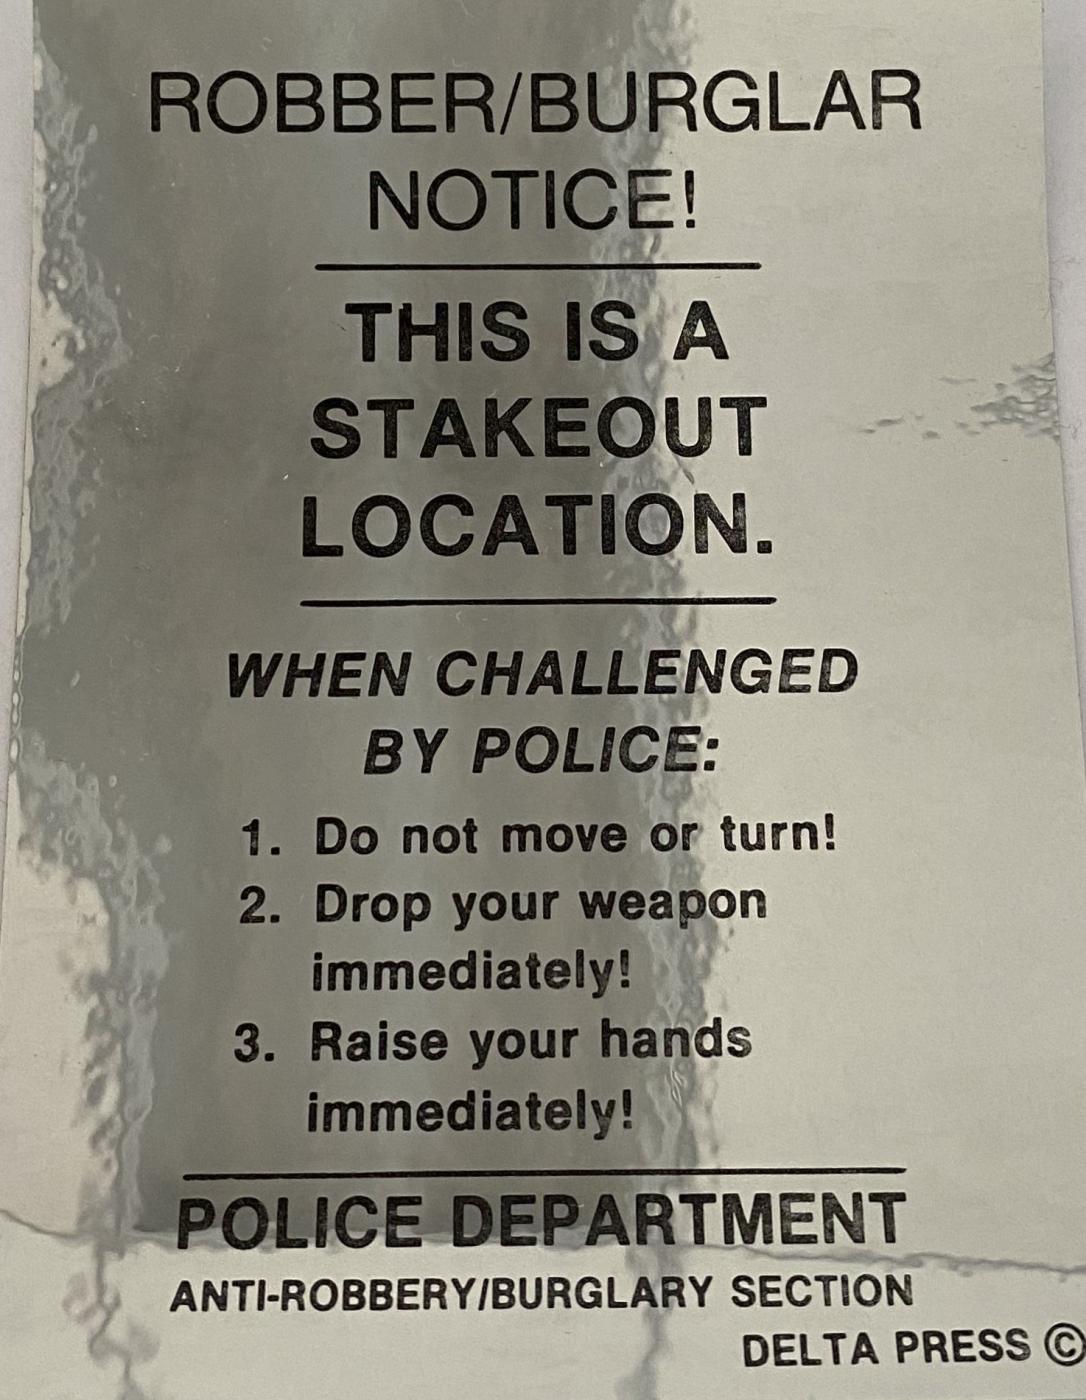 ROBBER/BURGLAR
NOTICE!
THIS IS A
STAKEOUT
LOCATION.
WHEN CHALLENGED
BY POLICE:
1. Do not move or turn!
2. Drop your weapon
immediately!
3. Raise your hands
immediately!
POLICE DEPARTMENT
ANTI-ROBBERY/BURGLARY SECTION
DELTA PRESS ©